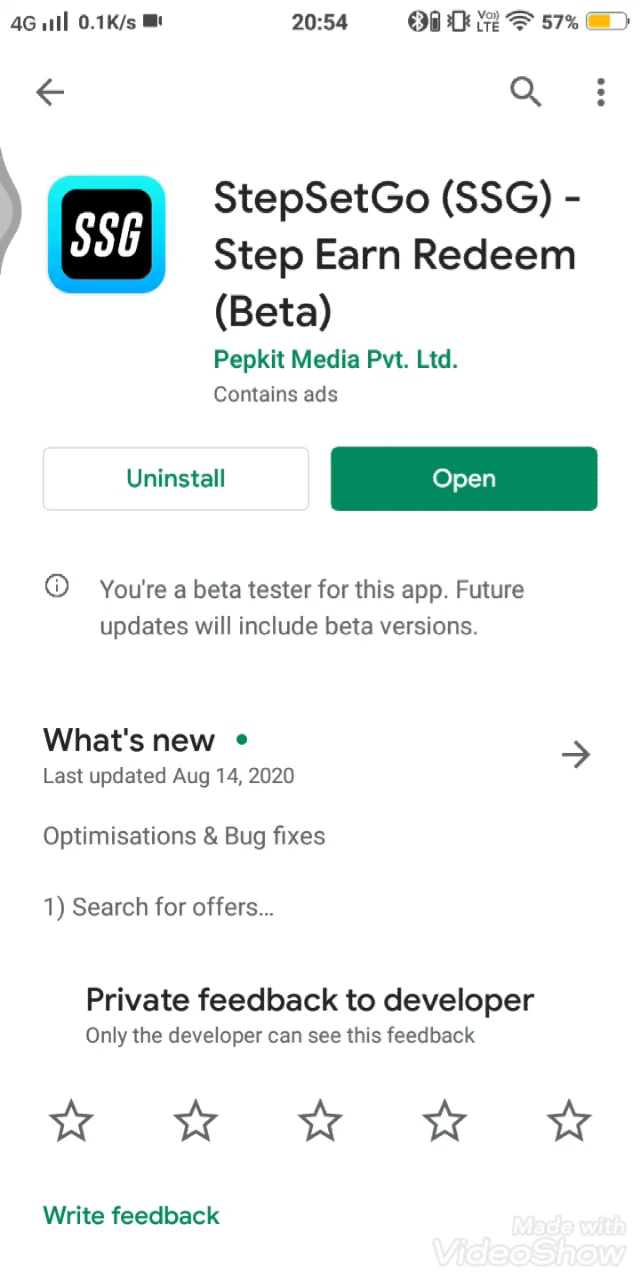 4G 0.1K/s 20:54 Vo)) LTE 57%
SSG
StepSetGo (SSG) -
Step Earn Redeem
(Beta)
Pepkit Media Pvt. Ltd.
Contains ads
Uninstall Open
You're a beta tester for this app. Future
updates will include beta versions.
What's new
Last updated Aug 14, 2020
Optimisations & Bug fixes
1) Search for offers...
Private feedback to developer
Only the developer can see this feedback
Write feedback
Made with
VideoShow